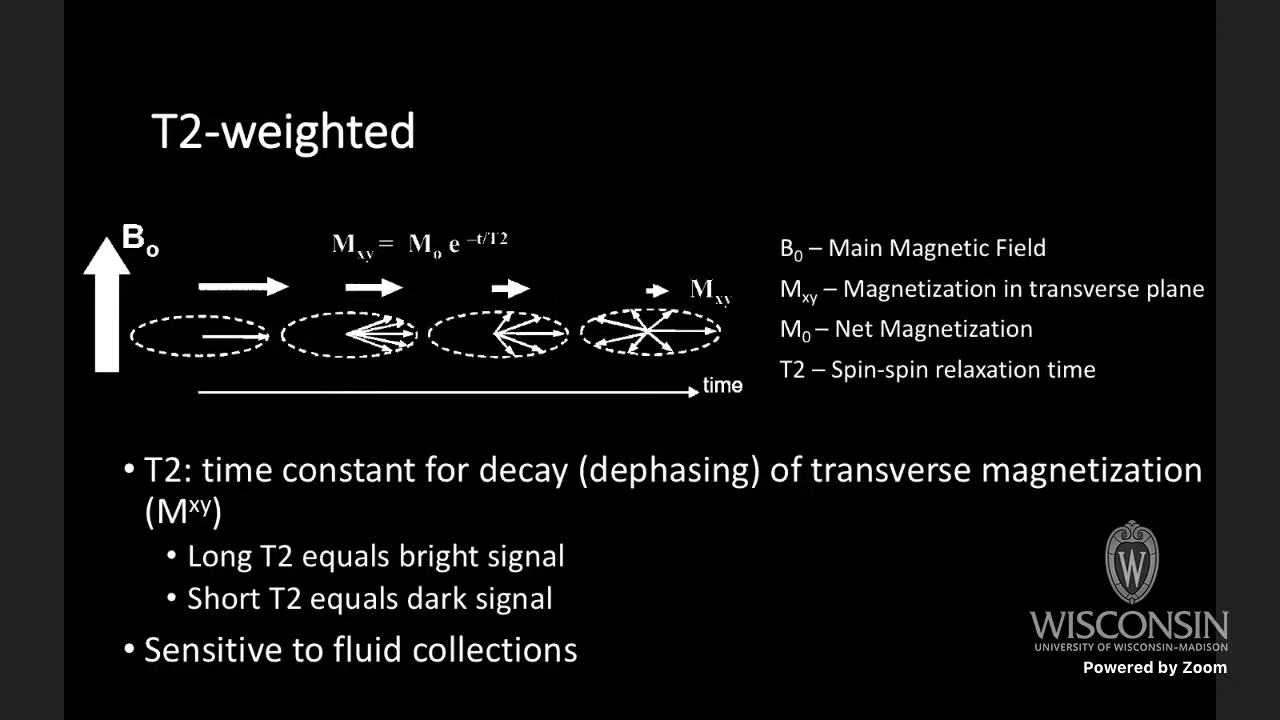 T2-weighted
Bo
Mxy = Mo e –t/T2
Mxy
time
B0 – Main Magnetic Field
Mxy – Magnetization in transverse plane
M0 – Net Magnetization
T2 – Spin-spin relaxation time
• T2: time constant for decay (dephasing) of transverse magnetization
(Mxy)
• Long T2 equals bright signal
• Short T2 equals dark signal
• Sensitive to fluid collections
W
WISCONSIN
UNIVERSITY OF WISCONSIN–MADISON
Powered by Zoom